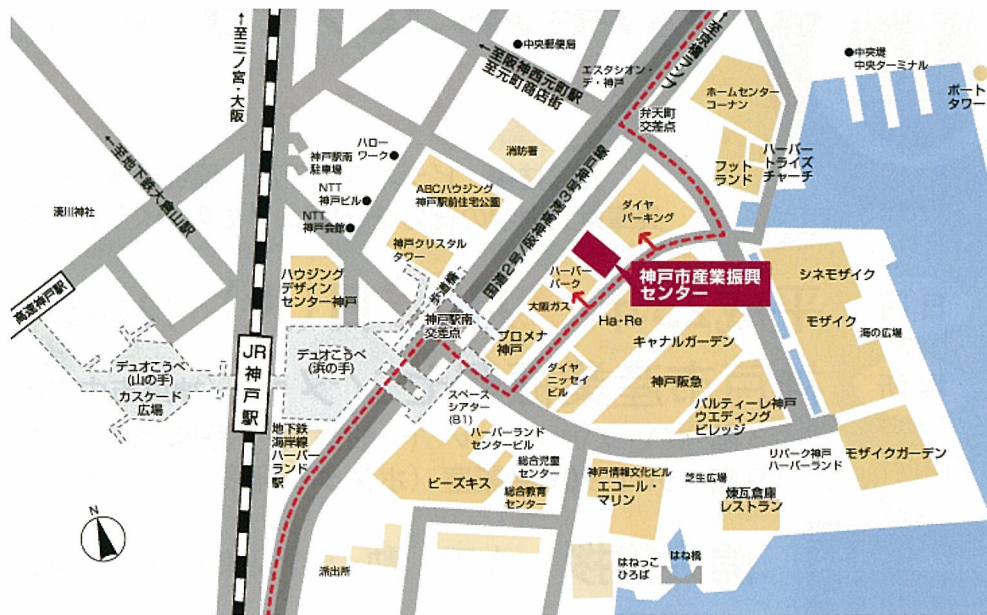 ←至三ノ宮・大阪
●中央郵便局
←至阪神西元町駅
至元町商店街
エスタシオン・
デ・神戸
←至京橋ランプ
●中央堤
中央ターミナル
ポート
タワー
ホームセンター
コーナン
弁天町
交差点
ハーバー
トライズ
チャーチ
フット
ランド
消防署
ハロー
ワーク●
神戸駅南
駐車場
NTT
神戸ビル●
NTT
神戸会館●
ABCハウジング
神戸駅前住宅公園
←至地下鉄大倉山駅
湊川神社
国道2号/阪神高速3号神戸線
ダイヤ
パーキング
神戸クリスタル
タワー
ハウジング
デザイン
センター神戸
歩道橋
神戸駅南
交差点
ハーバー
パーク
大阪ガス
神戸市産業振興
センター
シネモザイク
モザイク
海の広場
高速神戸駅
プロメナ
神戸
Ha・Re
キャナルガーデン
デュオこうべ
(山の手)
カスケード
広場
JR神戸駅
デュオこうべ
(浜の手)
ダイヤ
ニッセイ
ビル
神戸阪急
スペース
シアター
(B1)
バルティーレ神戸
ウエディング
ビレッジ
地下鉄
海岸線
ハーバー
ランド
駅
ハーバーランド
センタービル
ビーズキス
総合児童
センター
総合教育
センター
神戸情報文化ビル
エコール・
マリン
芝生広場
リパーク神戸
ハーバーランド
モザイクガーデン
煉瓦倉庫
レストラン
N
派出所
はねっこ
ひろば
はね橋